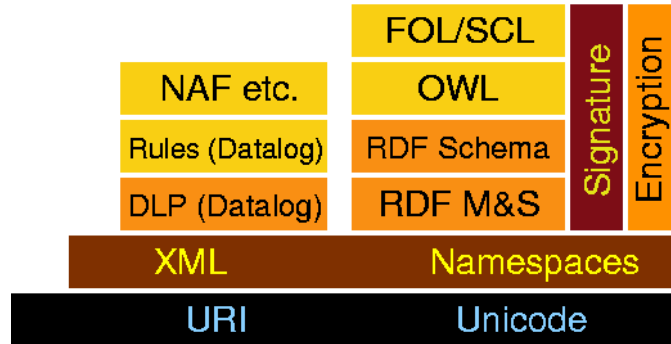 FOL/SCL
NAF etc.
OWL
Rules (Datalog)
RDF Schema
DLP (Datalog)
RDF M&S
Signature
Encryption
XML
Namespaces
URI
Unicode